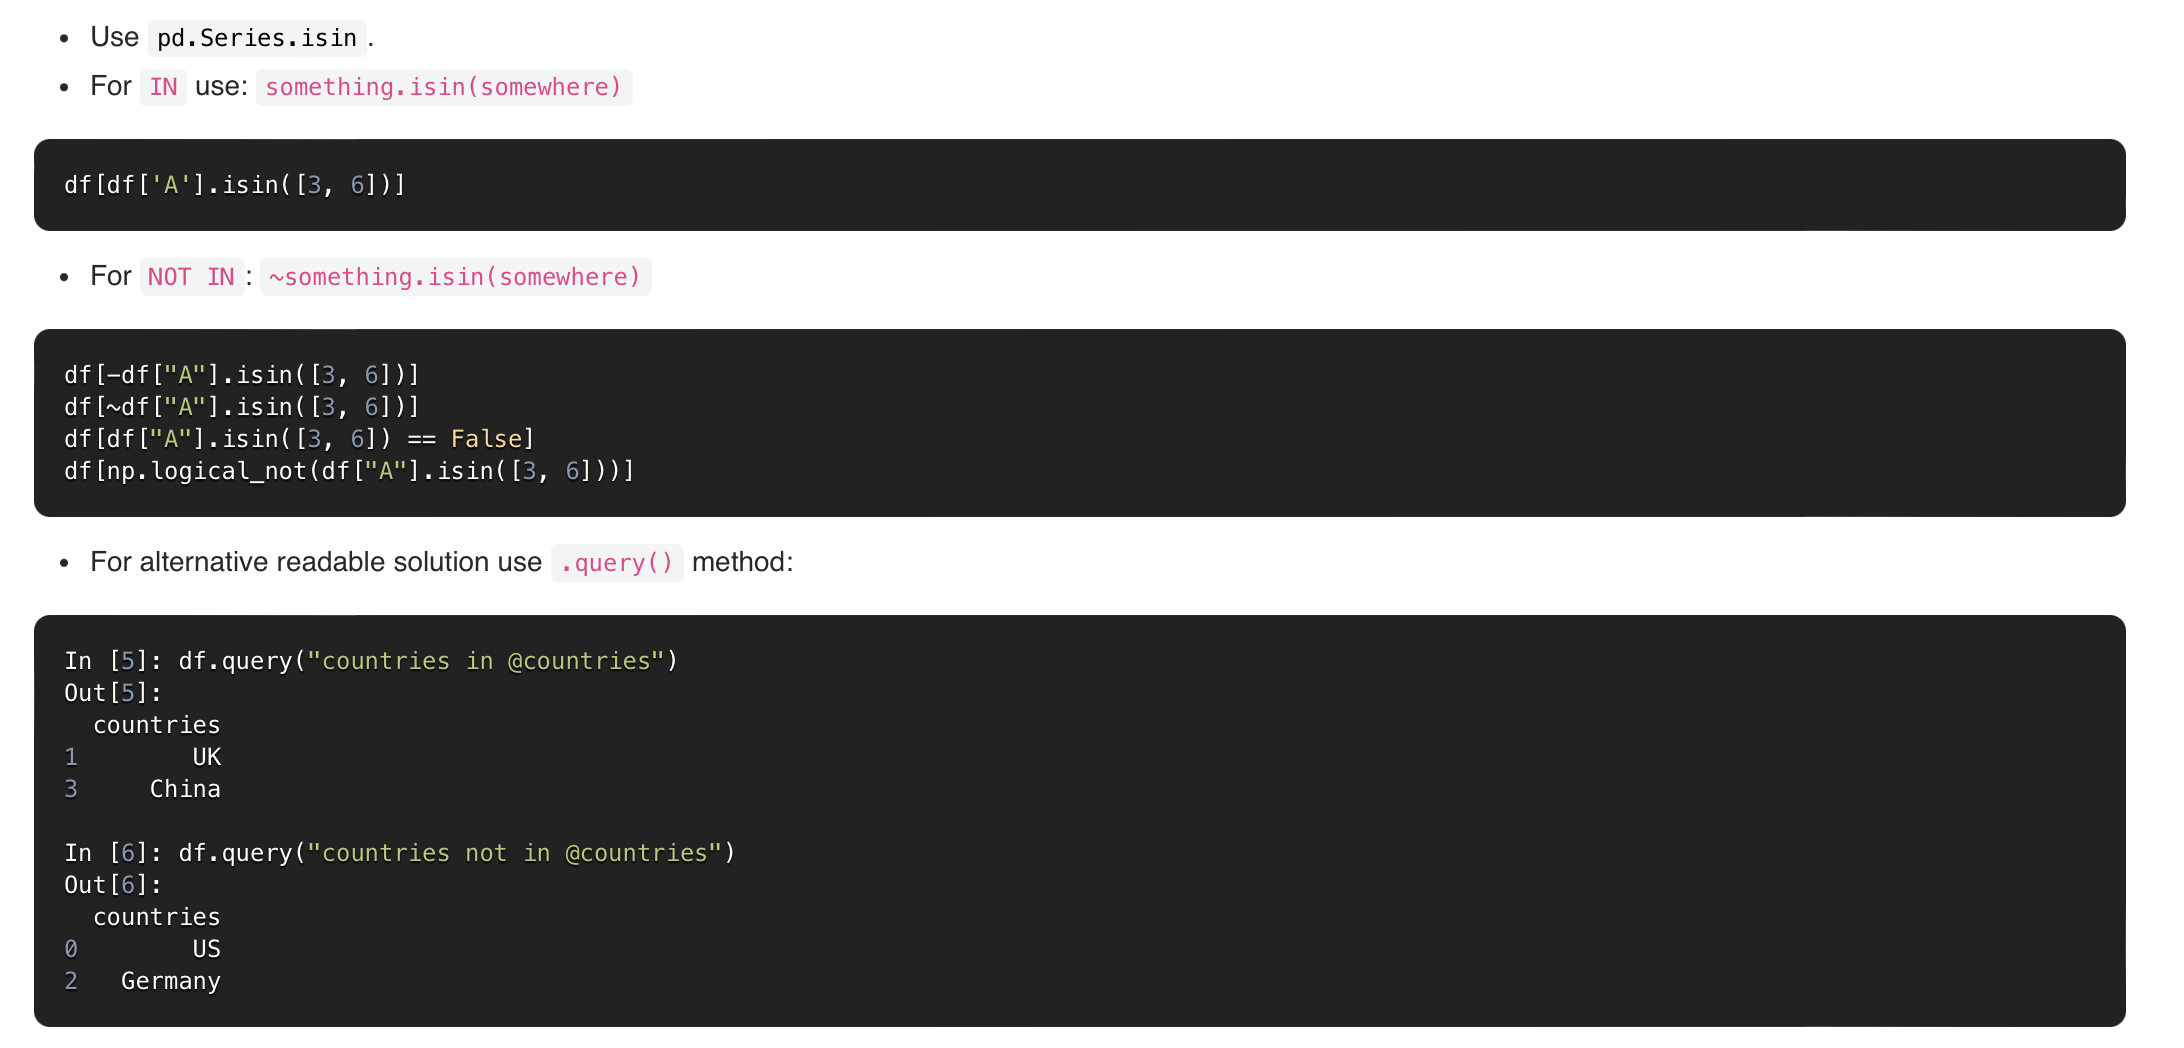 • Use pd.Series.isin.
• For IN use: something.isin(somewhere)
df[df['A'].isin([3, 6])]
• For NOT IN: ~something.isin(somewhere)
df[-df["A"].isin([3, 6])]
df[~df["A"].isin([3, 6])]
df[df["A"].isin([3, 6]) == False]
df[np.logical_not(df["A"].isin([3, 6]))]
• For alternative readable solution use .query() method:
In [5]: df.query("countries in @countries")
Out[5]:
  countries
1        UK
3     China
In [6]: df.query("countries not in @countries")
Out[6]:
  countries
0        US
2   Germany